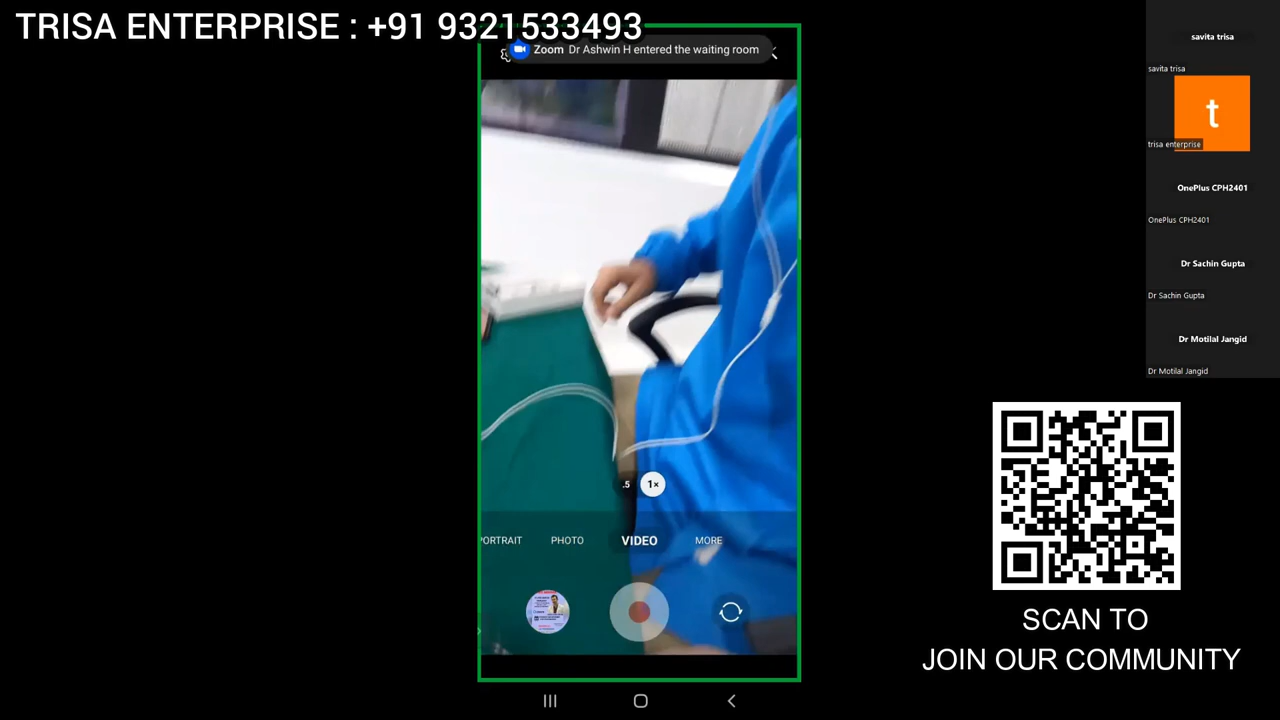 TRISA ENTERPRISE : +91 9321533493
Zoom Dr Ashwin H entered the waiting room
savita trisa
savita trisa
t
trisa enterprise
OnePlus CPH2401
OnePlus CPH2401
Dr Sachin Gupta
Dr Sachin Gupta
Dr Motilal Jangid
Dr Motilal Jangid
.5 1×
PORTRAIT PHOTO VIDEO MORE
SCAN TO
JOIN OUR COMMUNITY